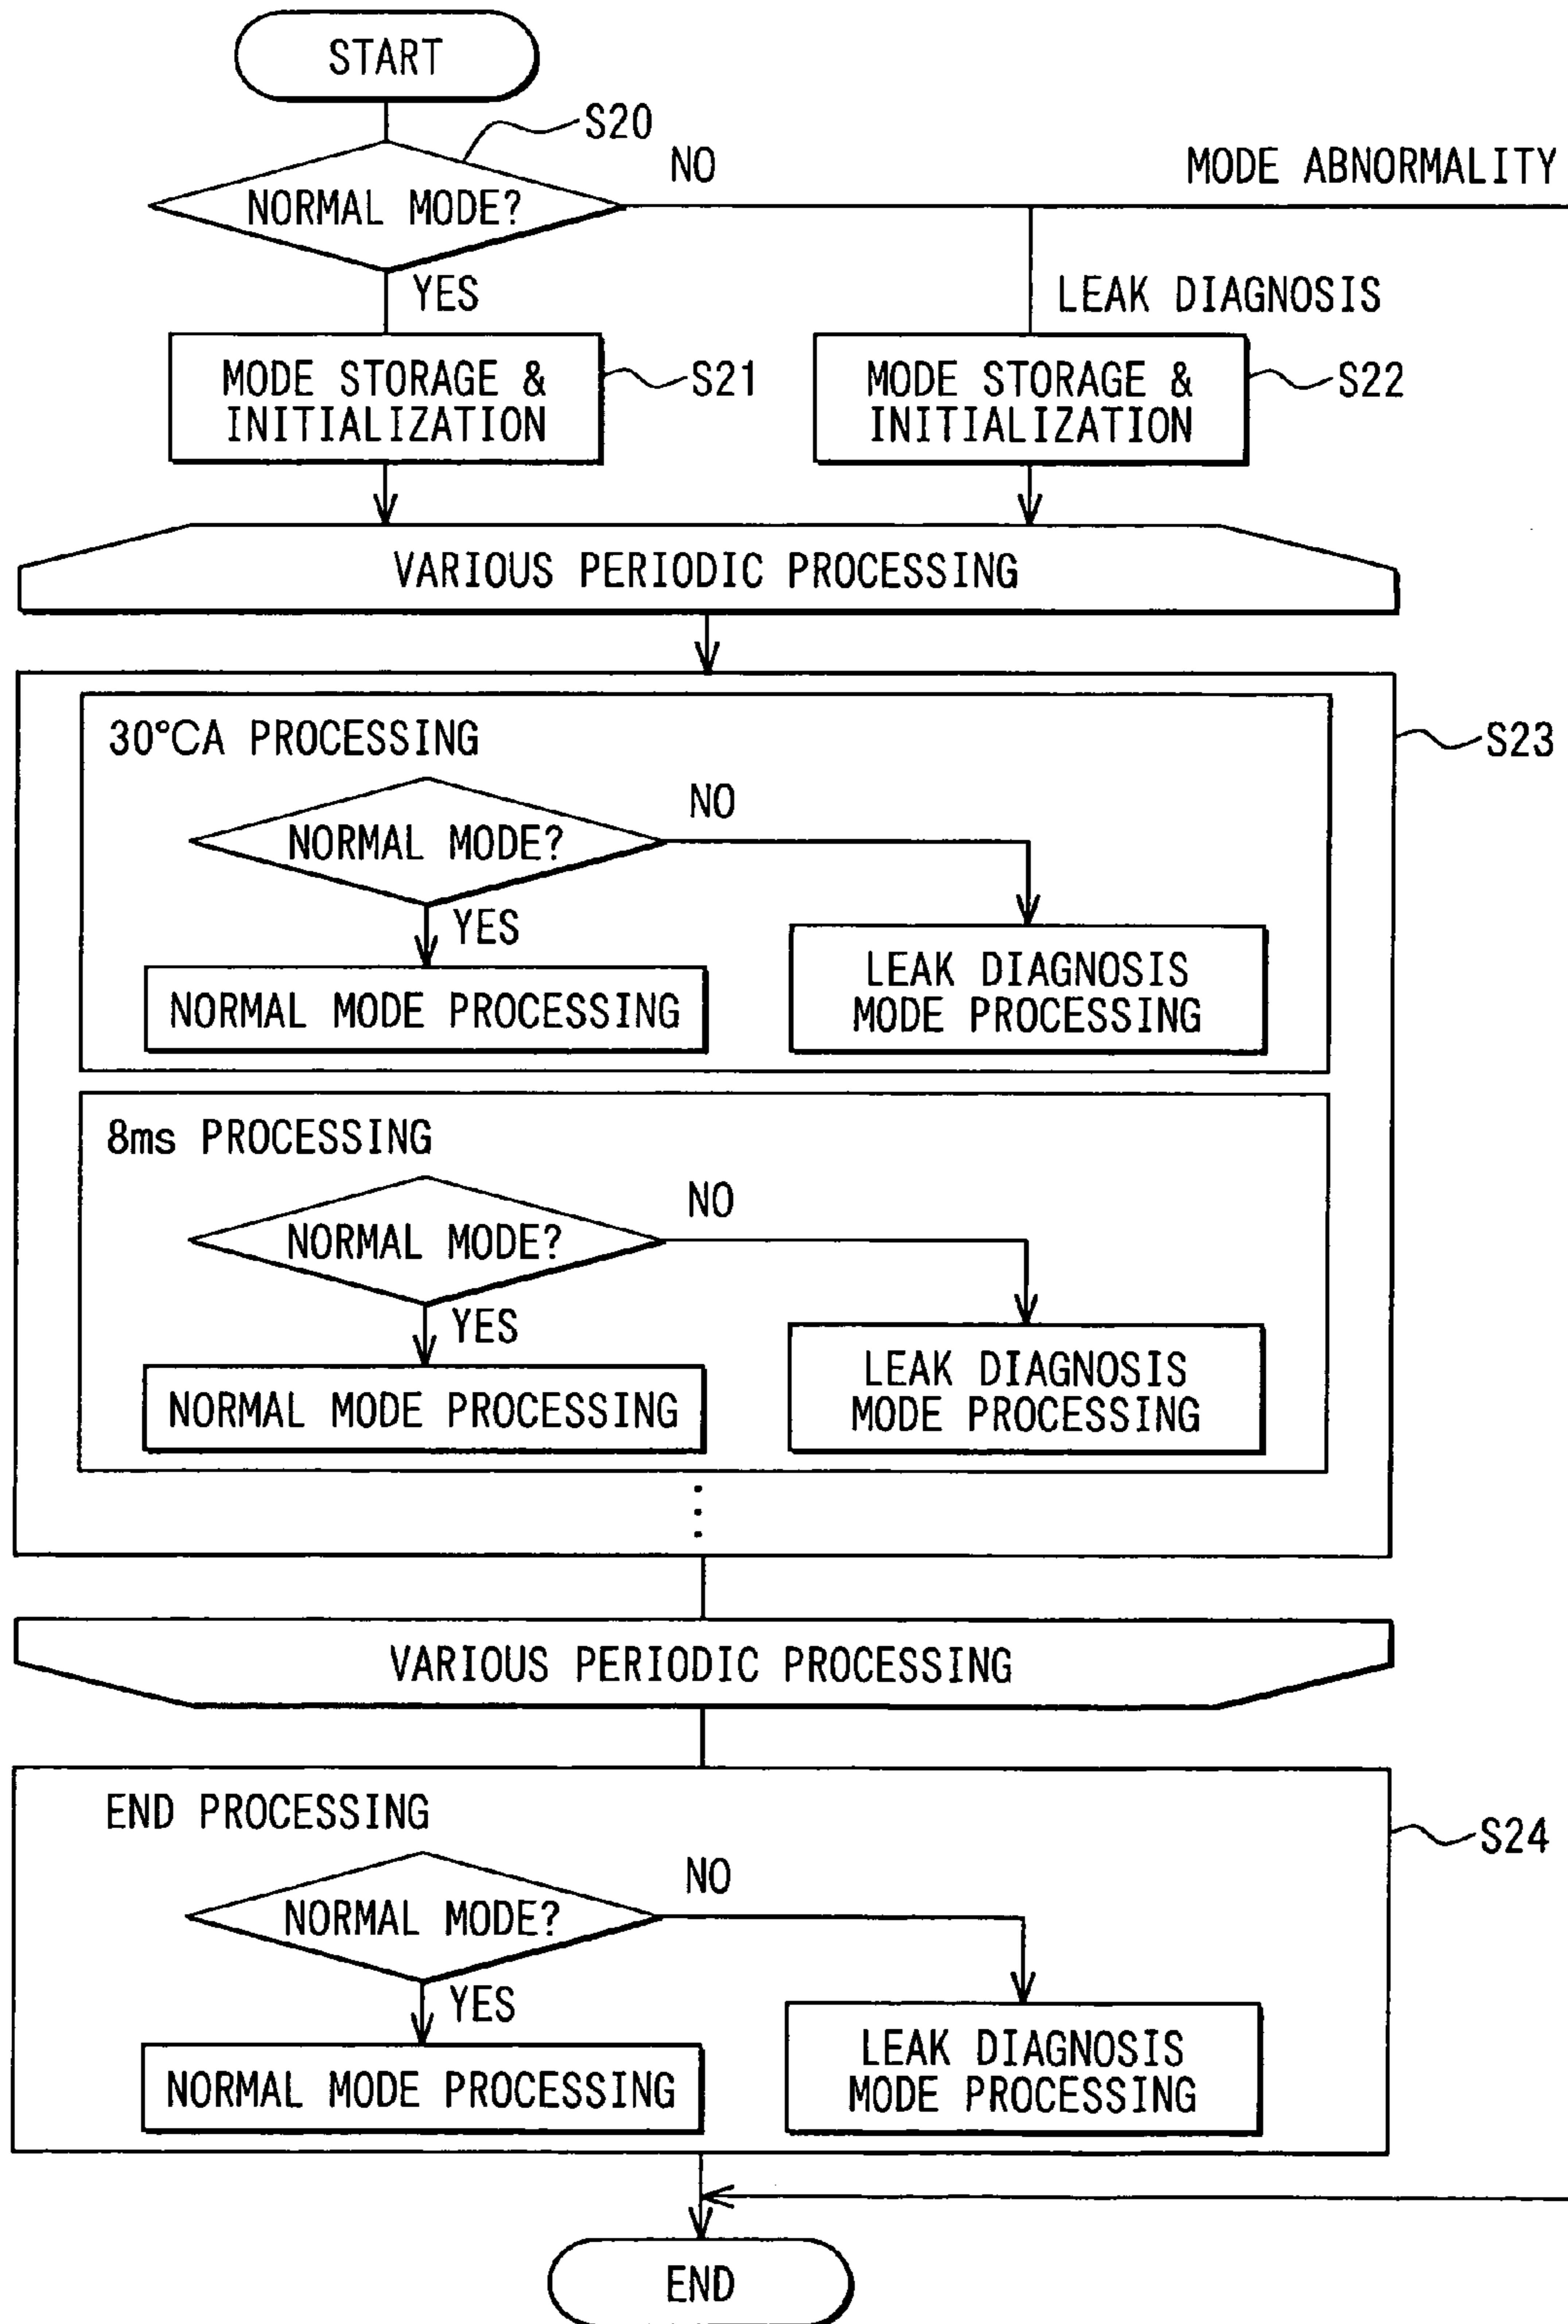 START
S20
NO
MODE ABNORMALITY
NORMAL MODE?
YES
LEAK DIAGNOSIS
MODE STORAGE &
INITIALIZATION
S21
MODE STORAGE &
INITIALIZATION
S22
VARIOUS PERIODIC PROCESSING
30°CA PROCESSING
S23
NO
NORMAL MODE?
YES
NORMAL MODE PROCESSING
LEAK DIAGNOSIS
MODE PROCESSING
8ms PROCESSING
NO
NORMAL MODE?
YES
NORMAL MODE PROCESSING
LEAK DIAGNOSIS
MODE PROCESSING
VARIOUS PERIODIC PROCESSING
END PROCESSING
S24
NO
NORMAL MODE?
YES
NORMAL MODE PROCESSING
LEAK DIAGNOSIS
MODE PROCESSING
END